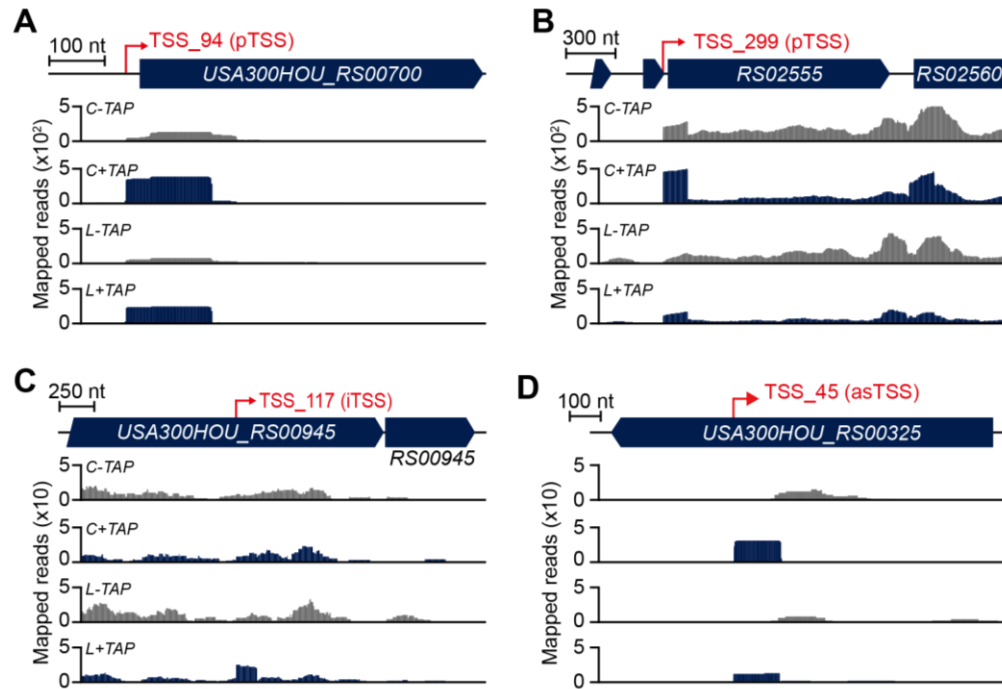 A
100 nt
TSS_94 (pTSS)
USA300HOU_RS00700
Mapped reads (x10²)
C-TAP
5
0
C+TAP
5
0
L-TAP
5
0
L+TAP
5
0
B
300 nt
TSS_299 (pTSS)
RS02555
RS02560
Mapped reads (x10²)
C-TAP
5
0
C+TAP
5
0
L-TAP
5
0
L+TAP
5
0
C
250 nt
TSS_117 (iTSS)
USA300HOU_RS00945
RS00945
Mapped reads (x10)
C-TAP
5
0
C+TAP
5
0
L-TAP
5
0
L+TAP
5
0
D
100 nt
TSS_45 (asTSS)
USA300HOU_RS00325
Mapped reads (x10)
5
0
5
0
5
0
5
0